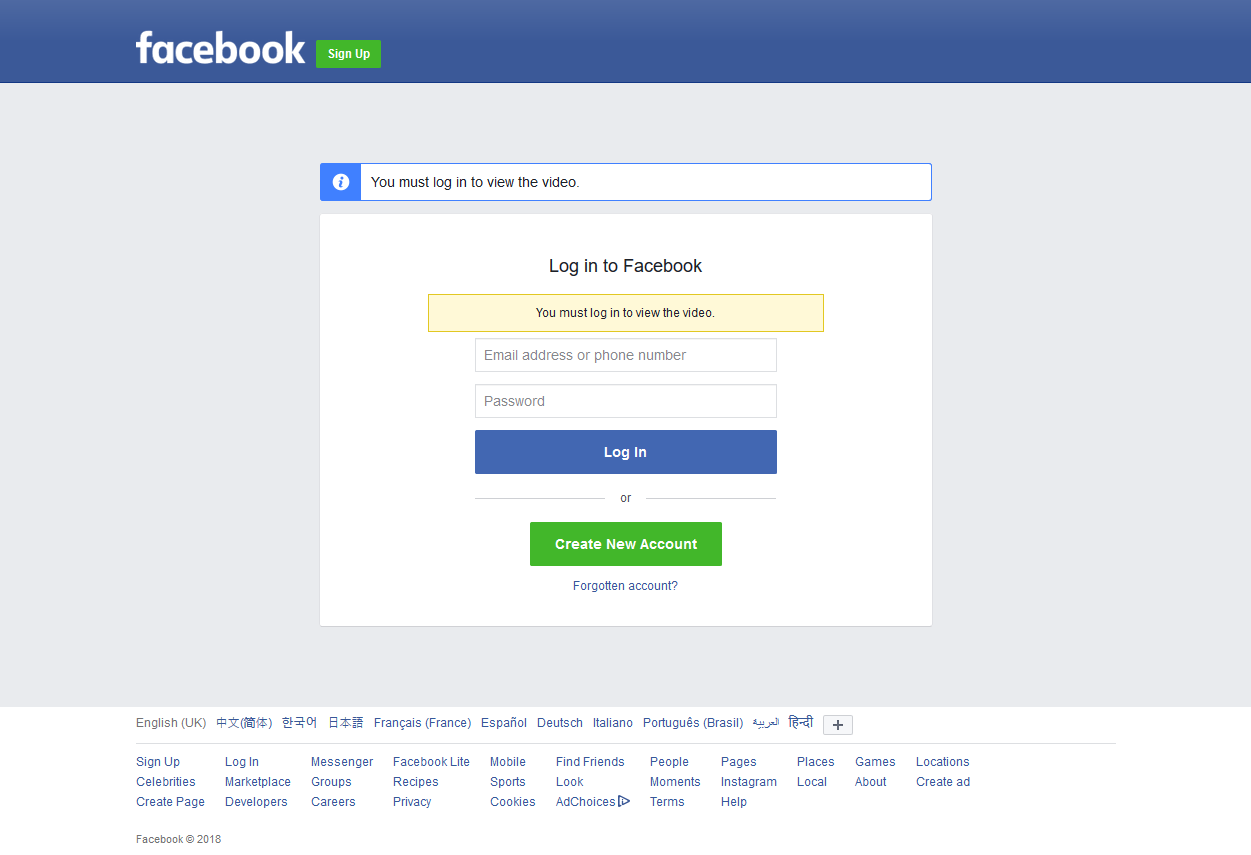 facebook Sign Up
You must log in to view the video.
Log in to Facebook
You must log in to view the video.
Email address or phone number
Password
Log In
or
Create New Account
Forgotten account?
English (UK) 中文(简体) 한국어 日本語 Français (France) Español Deutsch Italiano Português (Brasil) العربية हिन्दी +
Sign Up Log In Messenger Facebook Lite Mobile Find Friends People Pages Places Games Locations
Celebrities Marketplace Groups Recipes Sports Look Moments Instagram Local About Create ad
Create Page Developers Careers Privacy Cookies AdChoices Terms Help
Facebook © 2018